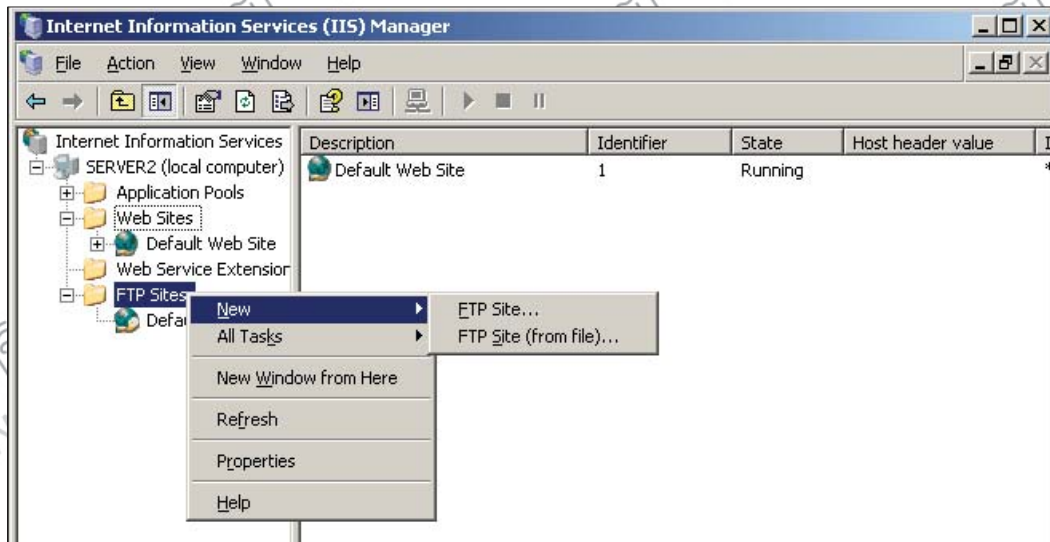 Internet Information Services (IIS) Manager
File Action View Window Help
Internet Information Services
SERVER2 (local computer)
Application Pools
Web Sites
Default Web Site
Web Service Extension
FTP Sites
Description Identifier State Host header value
Default Web Site 1 Running *
New
All Tasks
New Window from Here
Refresh
Properties
Help
FTP Site...
FTP Site (from file)...